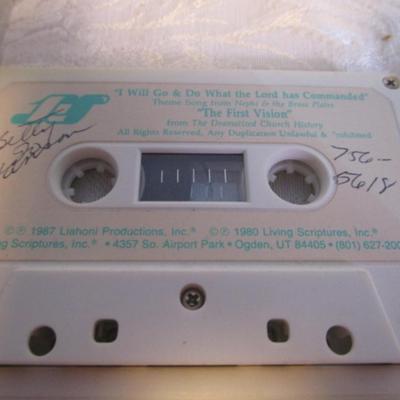 "I Will Go & Do What the Lord has Commanded"
Theme Song from Nephi & the Brass Plates
"The First Vision"
from The Dramatized Church History
All Rights Reserved, Any Duplication Unlawful &
756-
5618
©℗ 1987 Liahoni Productions, Inc.® ©℗ 1980 Living Scriptures, Inc.®
Living Scriptures, Inc.® • 4357 So. Airport Park • Ogden, UT 84405 • (801) 627-200